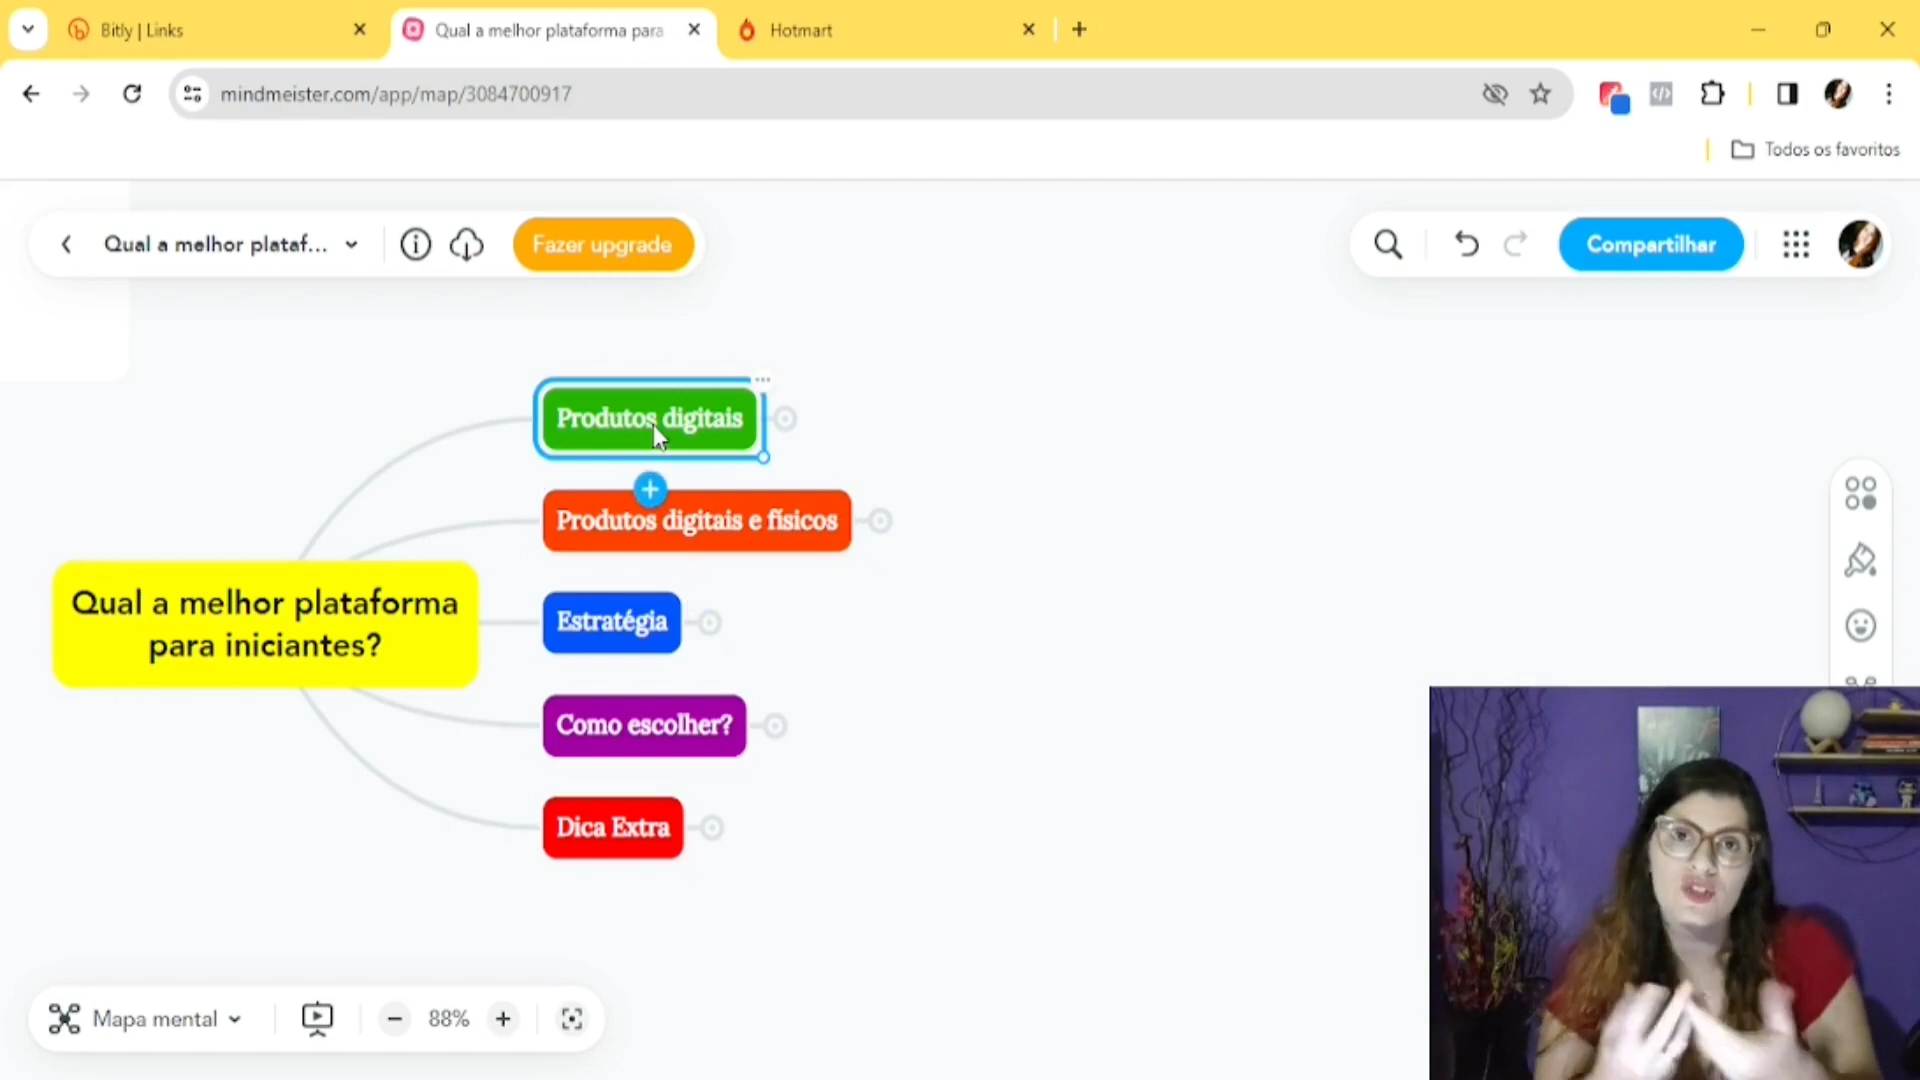 Bitly | Links
Qual a melhor plataforma para
Hotmart
mindmeister.com/app/map/3084700917
Todos os favoritos
Qual a melhor plataf...
Fazer upgrade
Compartilhar
Produtos digitais
Produtos digitais e físicos
Qual a melhor plataforma
para iniciantes?
Estratégia
Como escolher?
Dica Extra
Mapa mental
88%